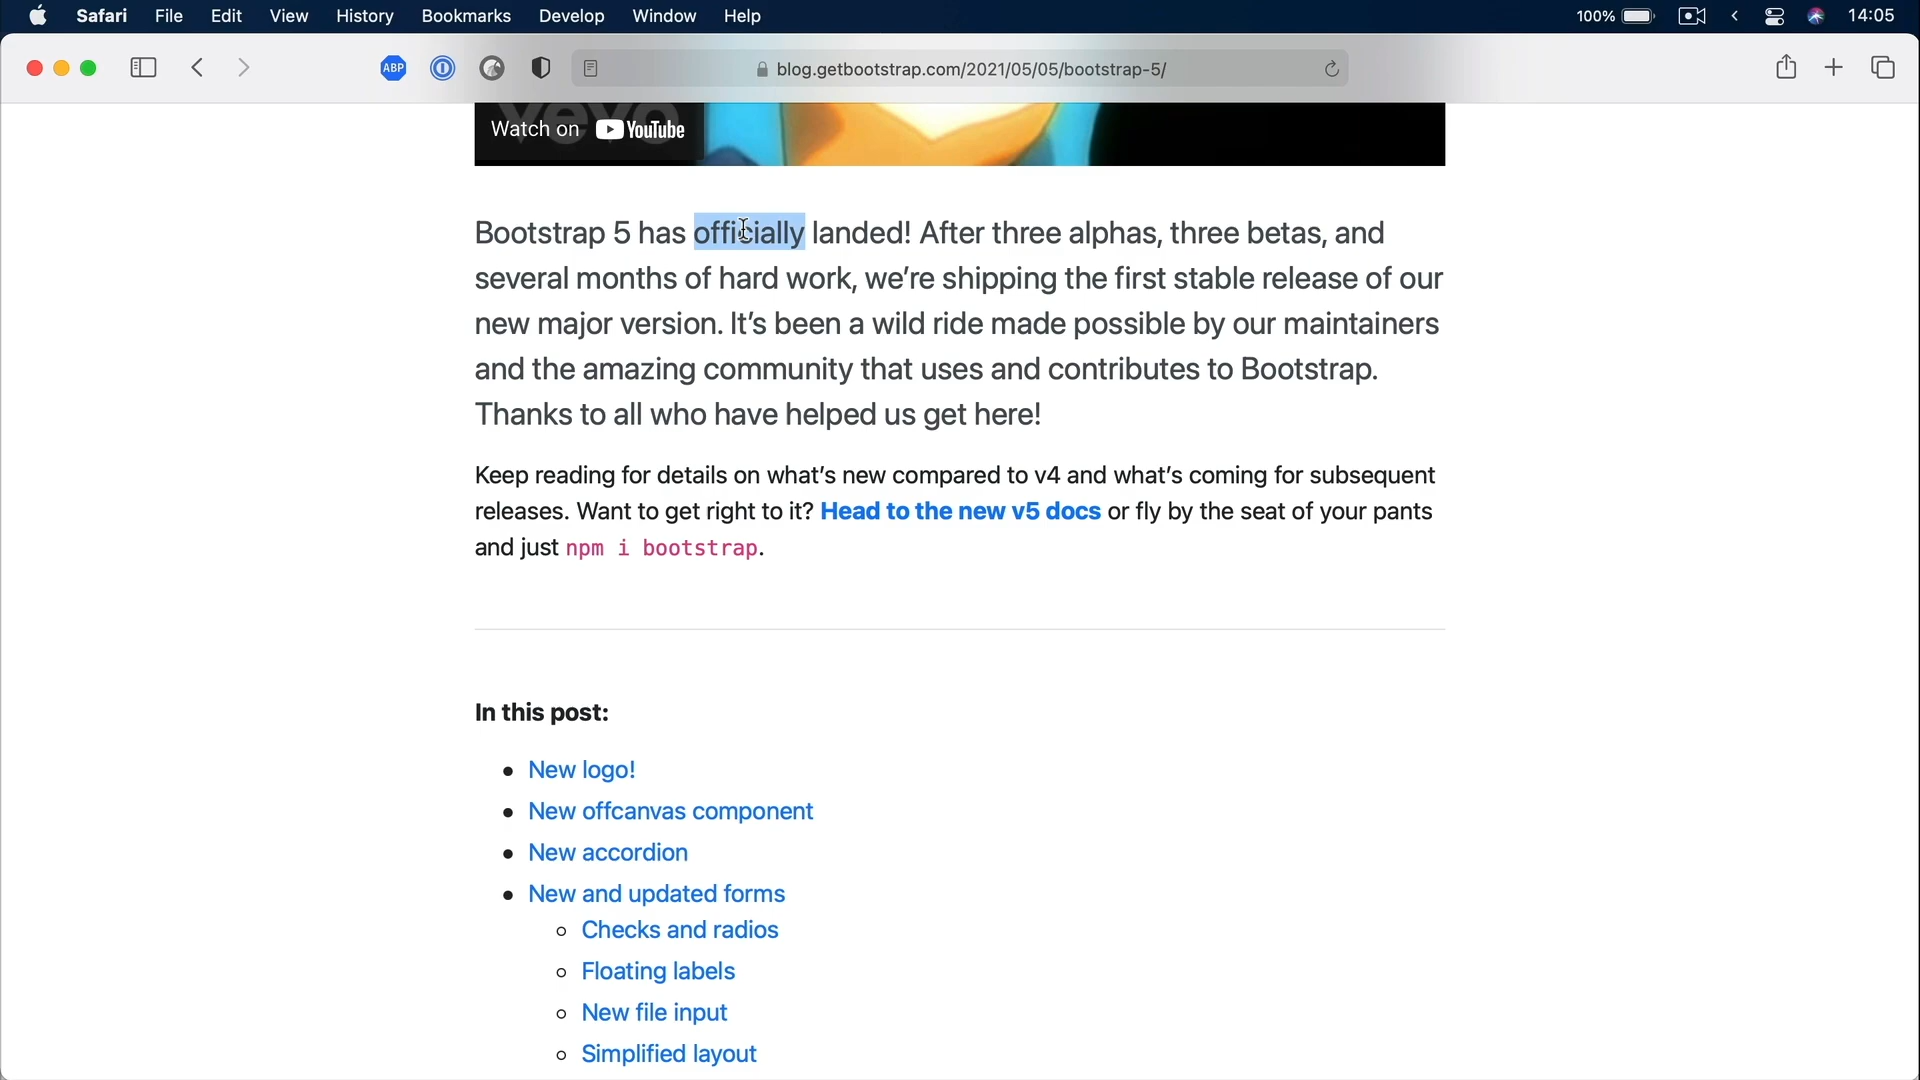 Safari File Edit View History Bookmarks Develop Window Help 100% 14:05
ABP blog.getbootstrap.com/2021/05/05/bootstrap-5/
vevo
Watch on YouTube
Bootstrap 5 has officially landed! After three alphas, three betas, and
several months of hard work, we’re shipping the first stable release of our
new major version. It’s been a wild ride made possible by our maintainers
and the amazing community that uses and contributes to Bootstrap.
Thanks to all who have helped us get here!
Keep reading for details on what’s new compared to v4 and what’s coming for subsequent
releases. Want to get right to it? Head to the new v5 docs or fly by the seat of your pants
and just npm i bootstrap.
In this post:
New logo!
New offcanvas component
New accordion
New and updated forms
Checks and radios
Floating labels
New file input
Simplified layout